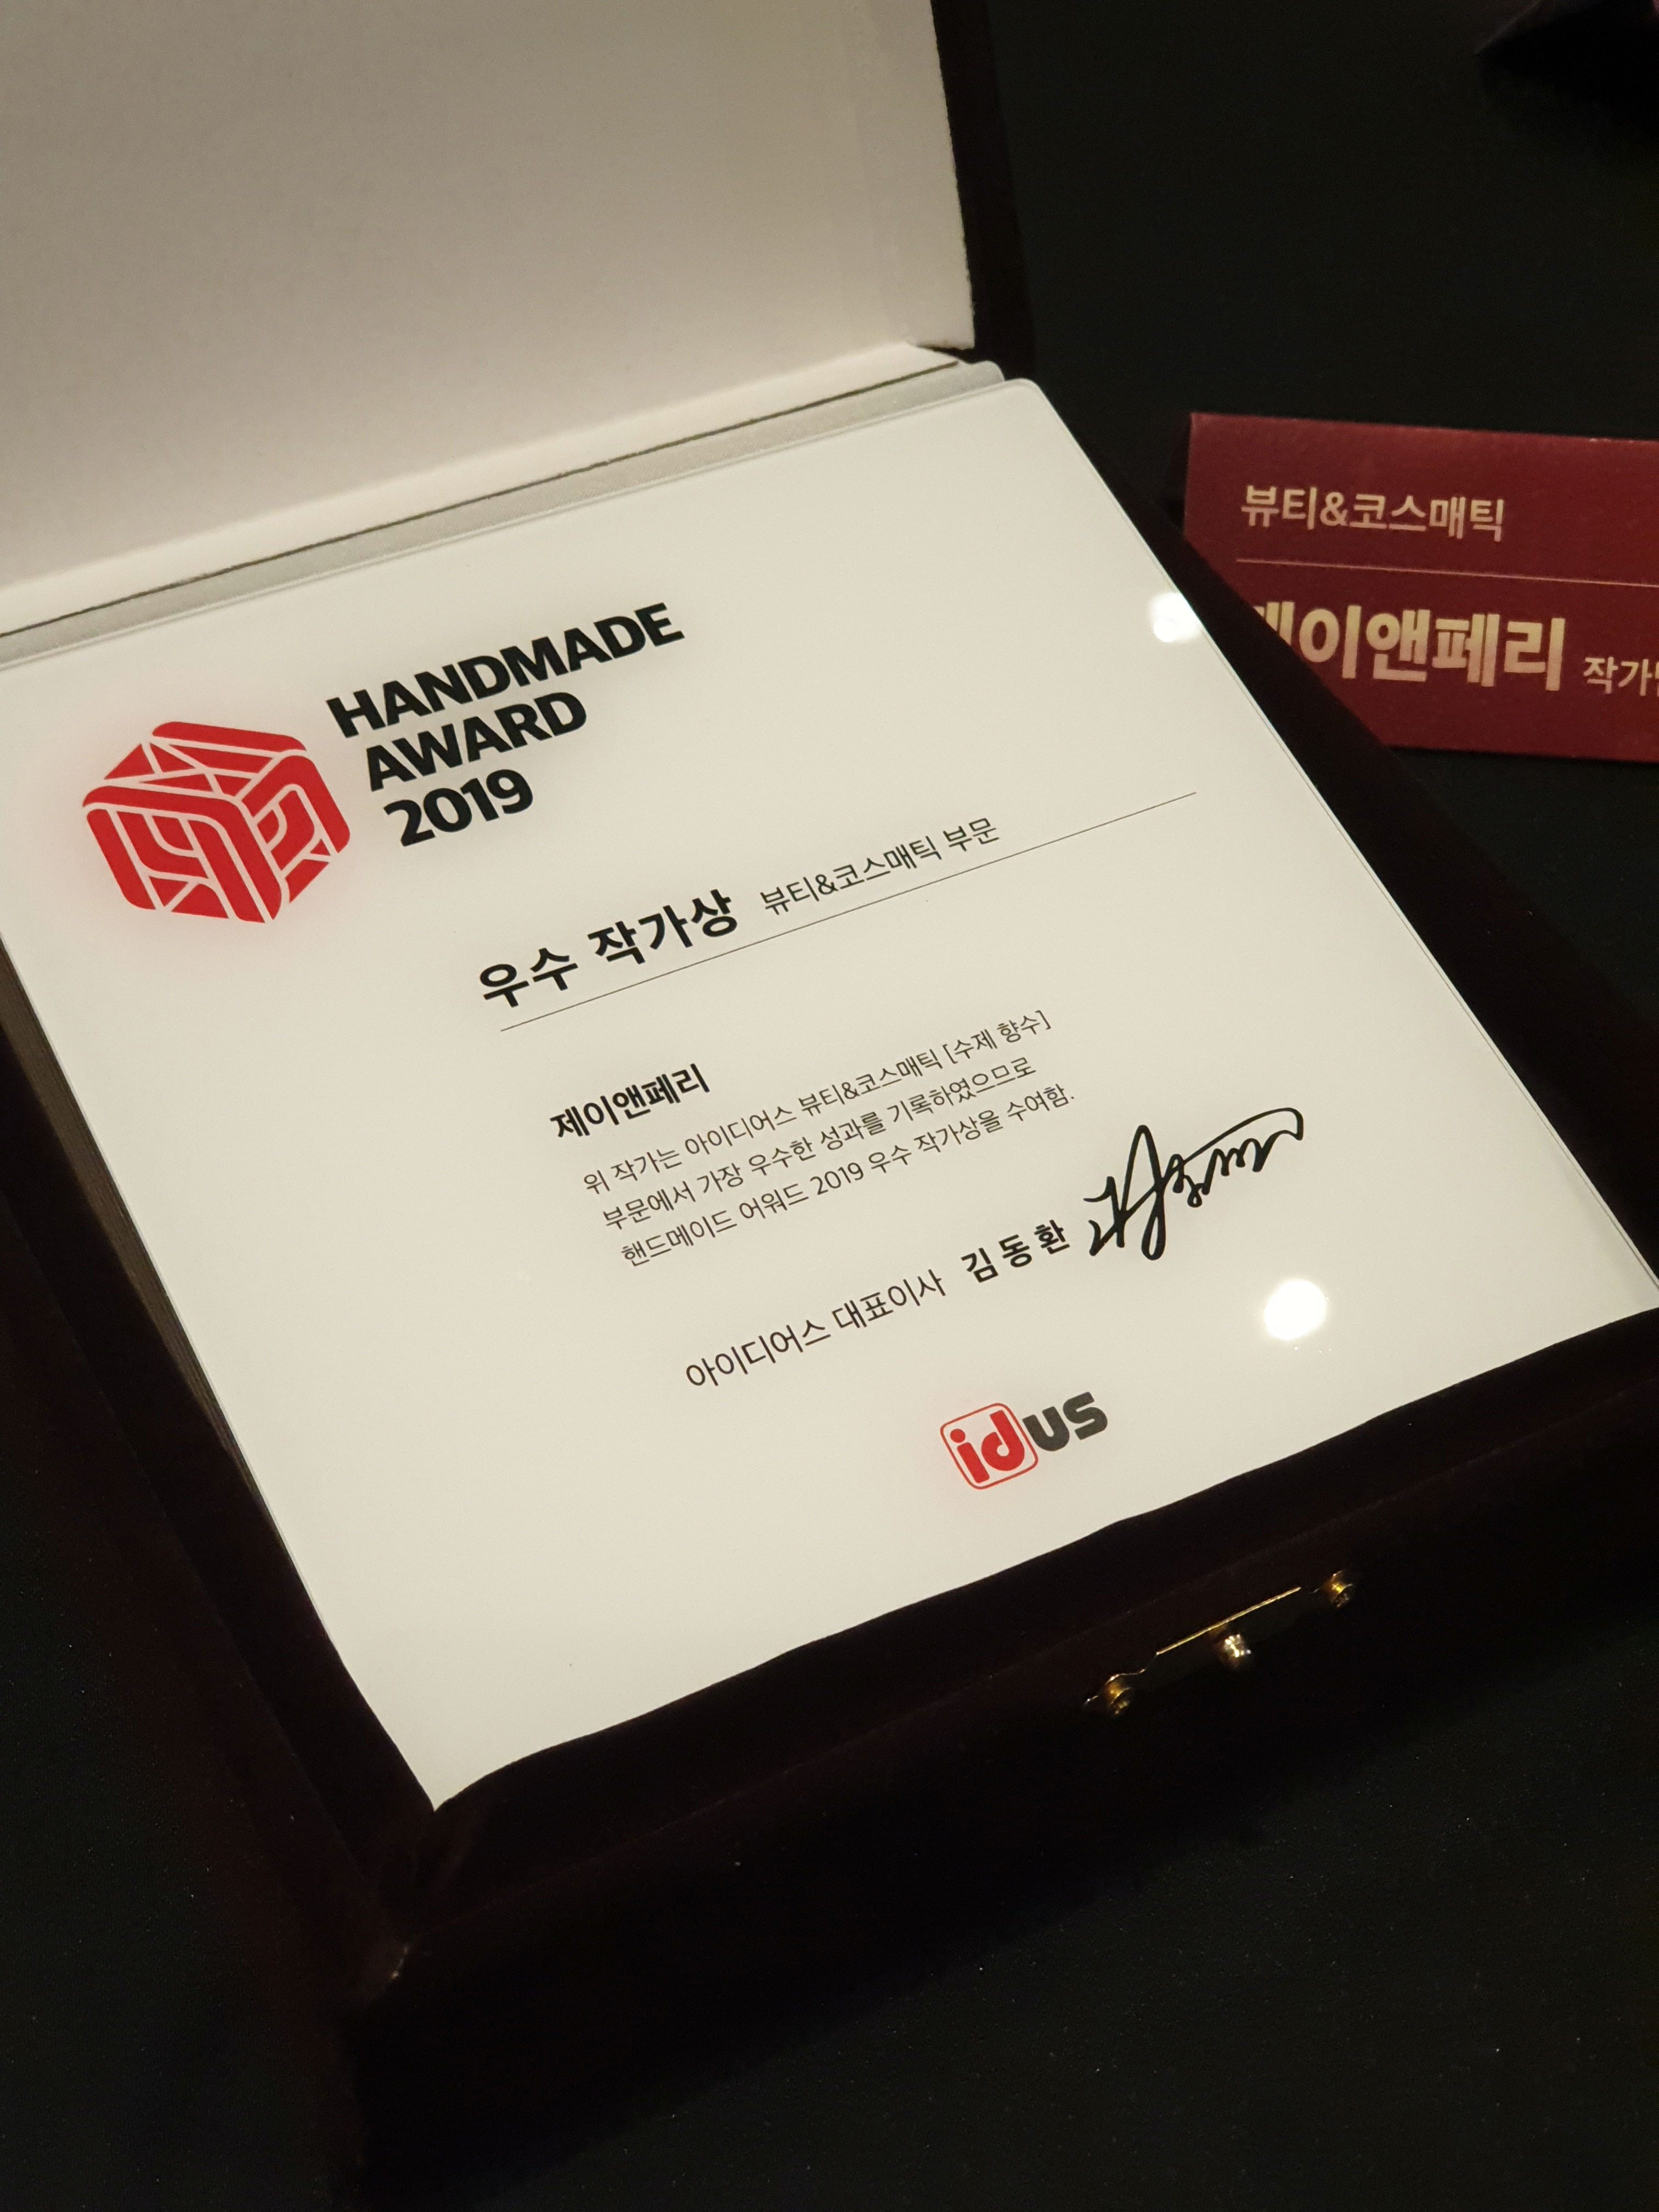 HANDMADE
AWARD
2019
우수 작가상 뷰티&코스매틱 부문
제이앤페리
위 작가는 아이디어스 뷰티&코스매틱 [수제 향수]
부문에서 가장 우수한 성과를 기록하였으므로
핸드메이드 어워드 2019 우수 작가상을 수여함.
아이디어스 대표이사 김동환
idus
뷰티&코스매틱
제이앤페리 작가